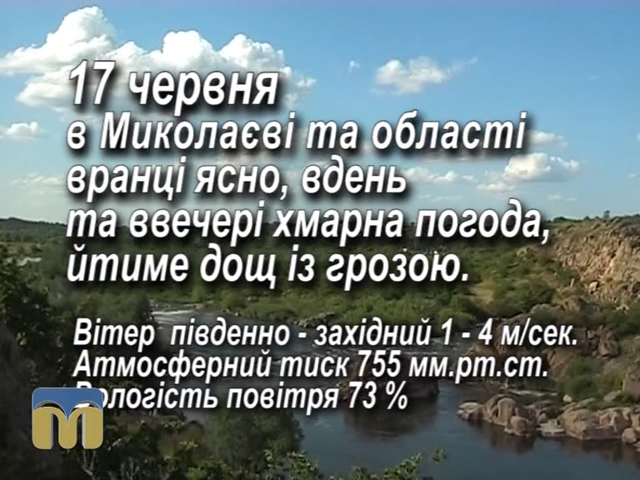 17 червня
в Миколаєві та області
вранці ясно, вдень
та ввечері хмарна погода,
йтиме дощ із грозою.
Вітер південно - західний 1 - 4 м/сек.
Атмосферний тиск 755 мм.рт.ст.
Вологість повітря 73 %